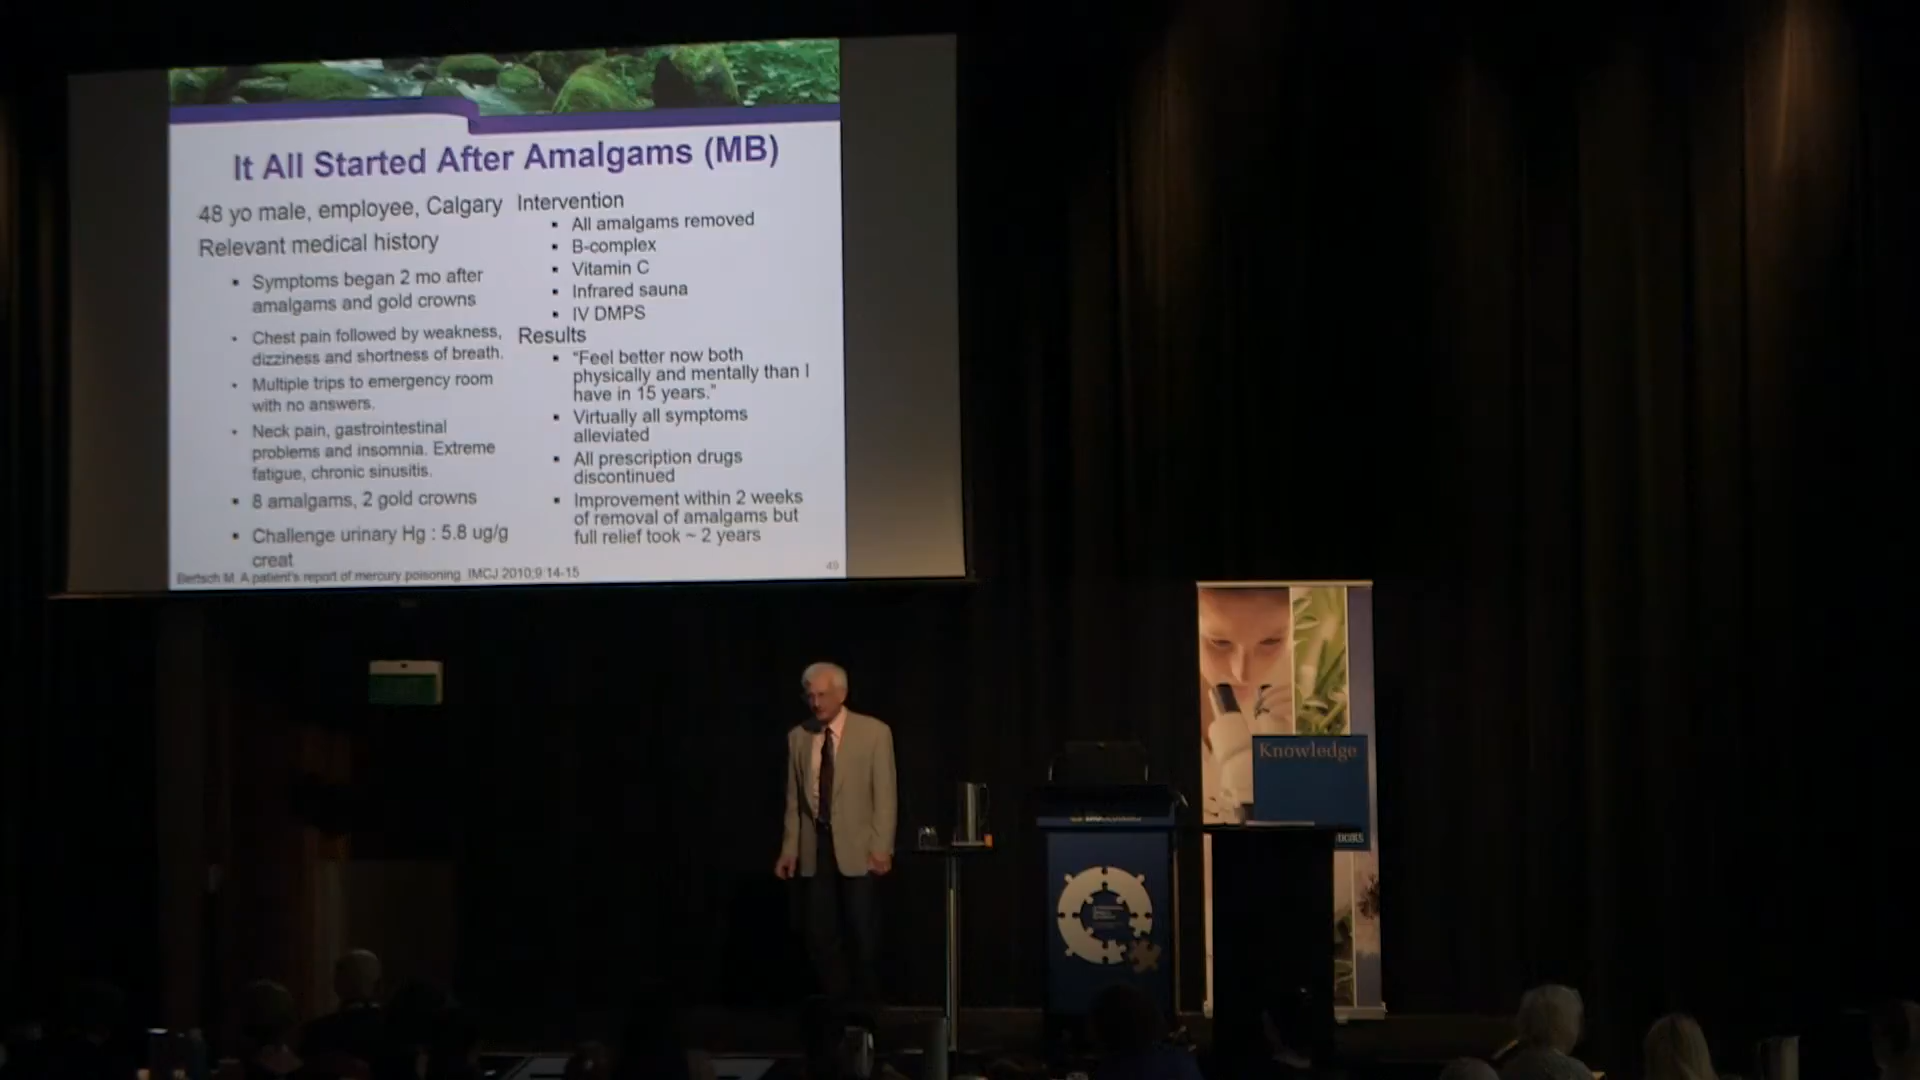 It All Started After Amalgams (MB)
48 yo male, employee, Calgary
Relevant medical history
▪ Symptoms began 2 mo after
amalgams and gold crowns
• Chest pain followed by weakness,
dizziness and shortness of breath.
• Multiple trips to emergency room
with no answers.
• Neck pain, gastrointestinal
problems and insomnia. Extreme
fatigue, chronic sinusitis.
▪ 8 amalgams, 2 gold crowns
▪ Challenge urinary Hg : 5.8 ug/g
creat
Intervention
▪ All amalgams removed
▪ B-complex
▪ Vitamin C
▪ Infrared sauna
▪ IV DMPS
Results
▪ “Feel better now both
physically and mentally than I
have in 15 years.”
▪ Virtually all symptoms
alleviated
▪ All prescription drugs
discontinued
▪ Improvement within 2 weeks
of removal of amalgams but
full relief took ~ 2 years
Bertsch M. A patient's report of mercury poisoning. IMCJ 2010;9:14-15
49
Knowledge